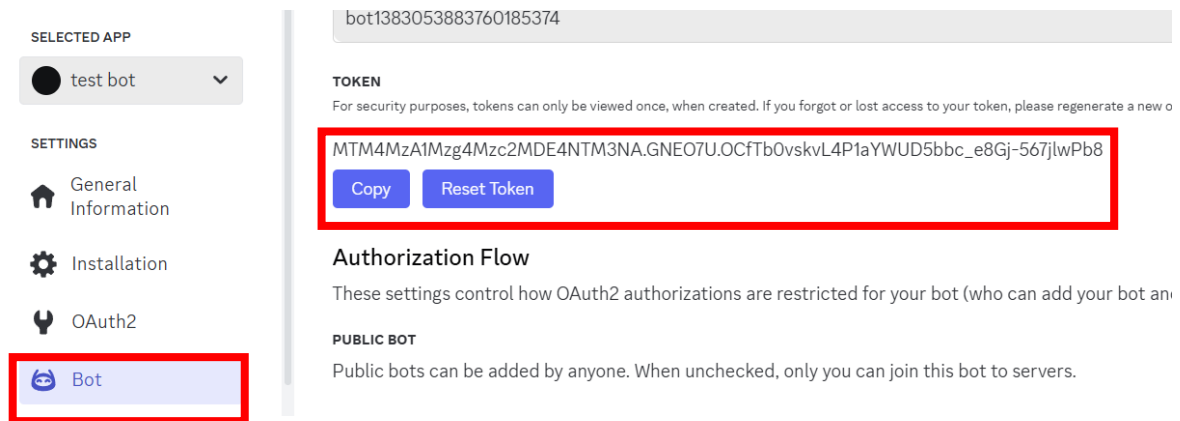 SELECTED APP
test bot
SETTINGS
General
Information
Installation
OAuth2
Bot
bot1383053883760185374
TOKEN
For security purposes, tokens can only be viewed once, when created. If you forgot or lost access to your token, please regenerate a new o
MTM4MzA1Mzg4Mzc2MDE4NTM3NA.GNEO7U.OCfTb0vskvL4P1aYWUD5bbc_e8Gj-567jlwPb8
Copy
Reset Token
Authorization Flow
These settings control how OAuth2 authorizations are restricted for your bot (who can add your bot an
PUBLIC BOT
Public bots can be added by anyone. When unchecked, only you can join this bot to servers.